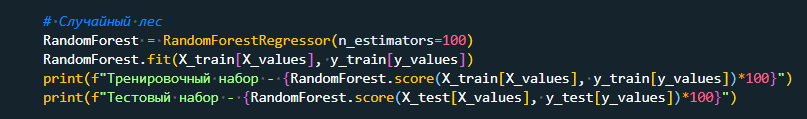 # Случайный лес
RandomForest = RandomForestRegressor(n_estimators=100)
RandomForest.fit(X_train[X_values], y_train[y_values])
print(f"Тренировочный набор - {RandomForest.score(X_train[X_values], y_train[y_values])*100}")
print(f"Тестовый набор - {RandomForest.score(X_test[X_values], y_test[y_values])*100}")